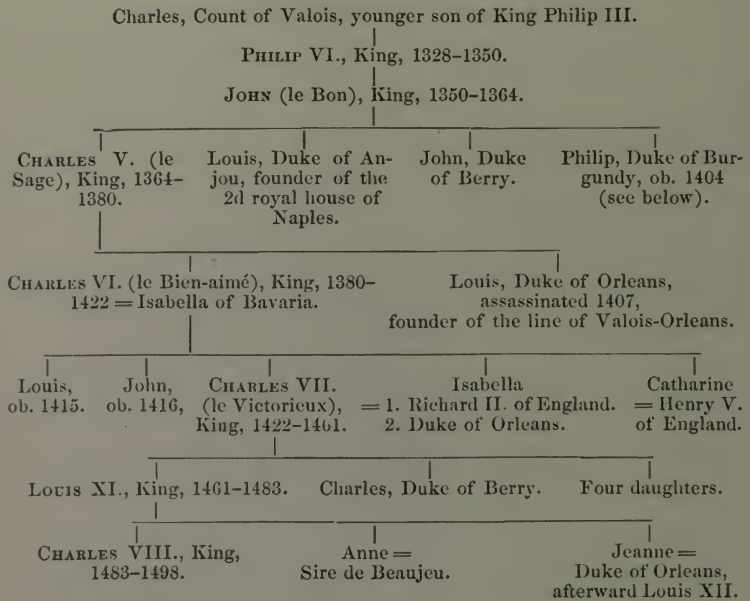 Charles, Count of Valois, younger son of King Philip III.
PHILIP VI., King, 1328–1350.
JOHN (le Bon), King, 1350–1364.
CHARLES V. (le
Sage), King, 1364–
1380.
Louis, Duke of An-
jou, founder of the
2d royal house of
Naples.
John, Duke
of Berry.
Philip, Duke of Bur-
gundy, ob. 1404
(see below).
CHARLES VI. (le Bien-aimé), King, 1380–
1422 = Isabella of Bavaria.
Louis, Duke of Orleans,
assassinated 1407,
founder of the line of Valois-Orleans.
Louis,
ob. 1415.
John,
ob. 1416,
CHARLES VII.
(le Victorieux),
King, 1422–1461.
Isabella
= 1. Richard II. of England.
2. Duke of Orleans.
Catharine
= Henry V.
of England.
LOUIS XI., King, 1461–1483.
Charles, Duke of Berry.
Four daughters.
CHARLES VIII., King,
1483–1498.
Anne =
Sire de Beaujeu.
Jeanne =
Duke of Orleans,
afterward Louis XII.